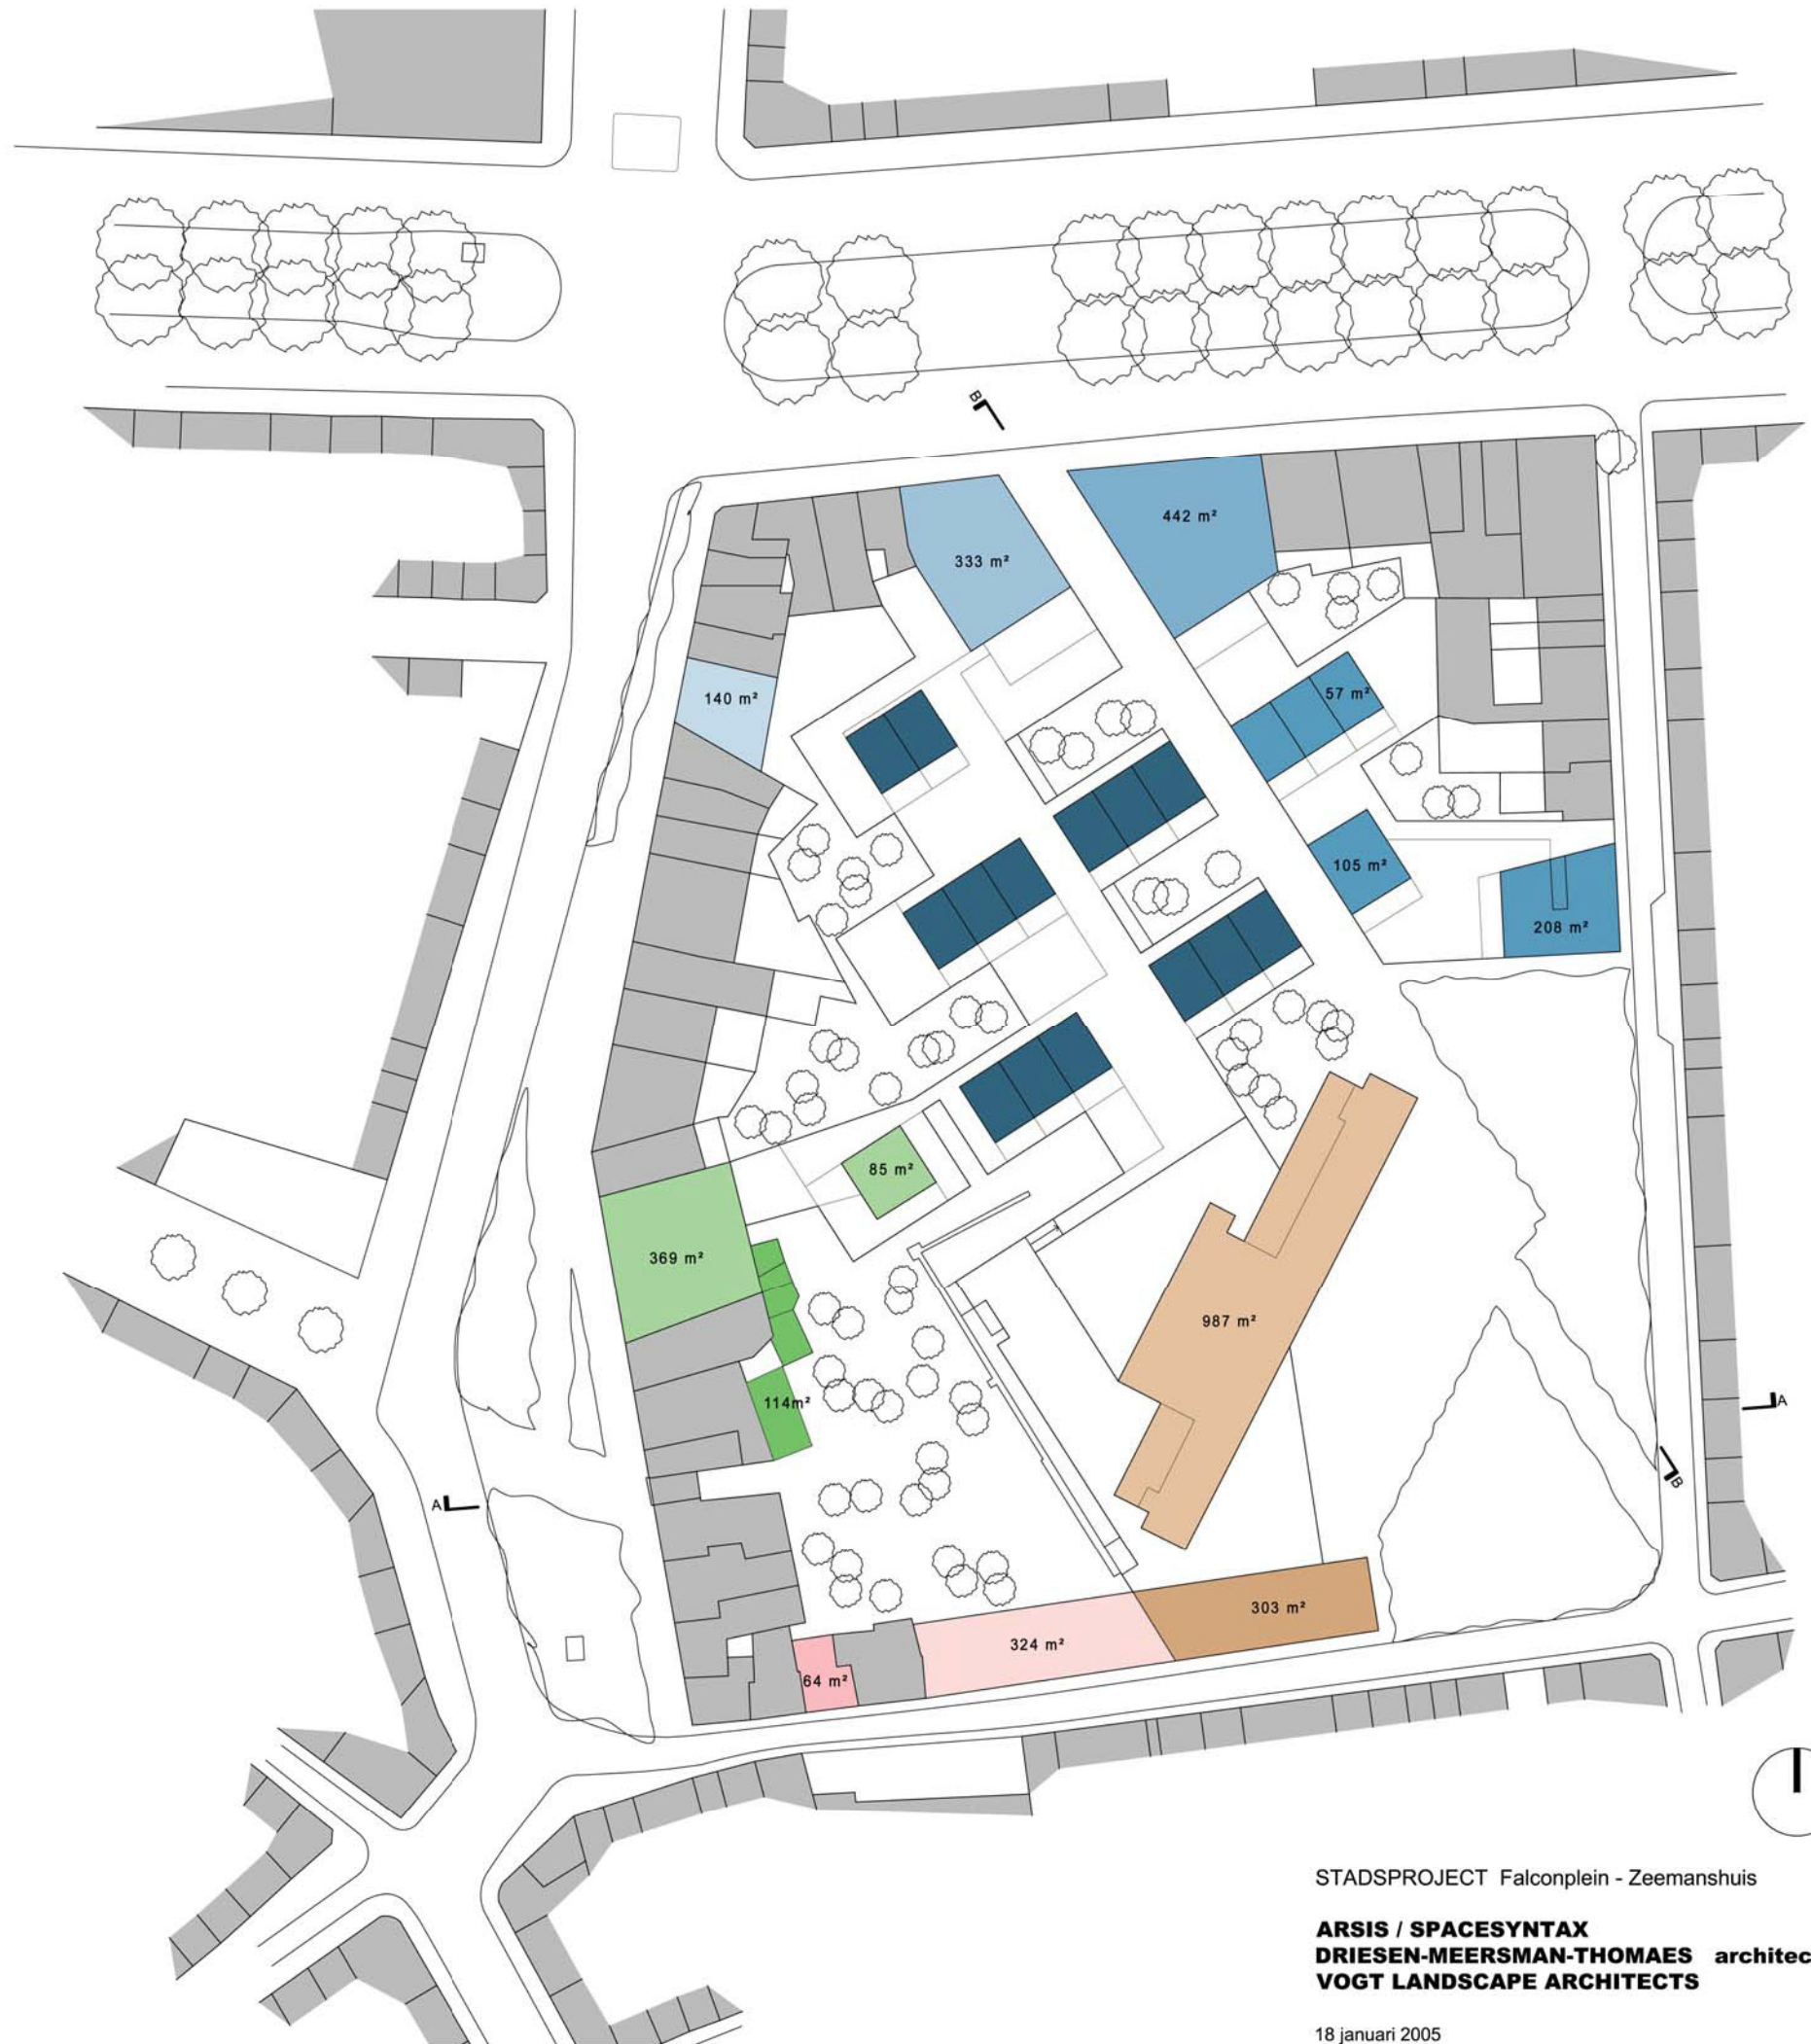 B
442 m²
333 m²
57 m²
140 m²
105 m²
208 m²
85 m²
369 m²
987 m²
114m²
A
A
B
303 m²
324 m²
64 m²
STADSPROJECT Falconplein - Zeemanshuis
ARSIS / SPACESYNTAX
DRIESEN-MEERSMAN-THOMAES architec
VOGT LANDSCAPE ARCHITECTS
18 januari 2005